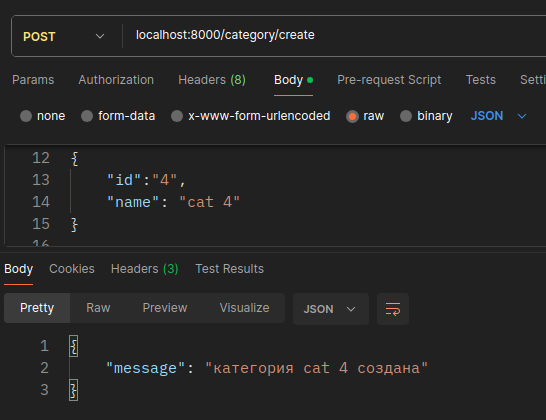 POST localhost:8000/category/create
Params Authorization Headers (8) Body Pre-request Script Tests Setti
none form-data x-www-form-urlencoded raw binary JSON
12 {
13 "id":"4",
14 "name": "cat 4"
15 }
16
Body Cookies Headers (3) Test Results
Pretty Raw Preview Visualize JSON
1 {
2 "message": "категория cat 4 создана"
3 }